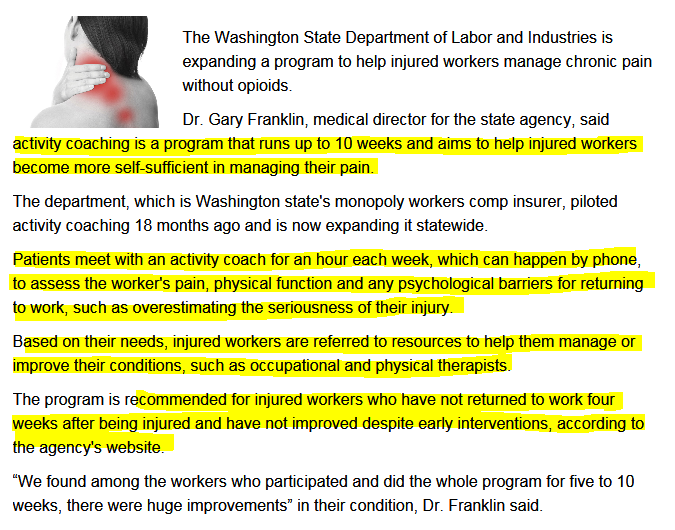 The Washington State Department of Labor and Industries is
expanding a program to help injured workers manage chronic pain
without opioids.
Dr. Gary Franklin, medical director for the state agency, said
activity coaching is a program that runs up to 10 weeks and aims to help injured workers
become more self-sufficient in managing their pain.
The department, which is Washington state's monopoly workers comp insurer, piloted
activity coaching 18 months ago and is now expanding it statewide.
Patients meet with an activity coach for an hour each week, which can happen by phone,
to assess the worker's pain, physical function and any psychological barriers for returning
to work, such as overestimating the seriousness of their injury.
Based on their needs, injured workers are referred to resources to help them manage or
improve their conditions, such as occupational and physical therapists.
The program is recommended for injured workers who have not returned to work four
weeks after being injured and have not improved despite early interventions, according to
the agency's website.
“We found among the workers who participated and did the whole program for five to 10
weeks, there were huge improvements” in their condition, Dr. Franklin said.